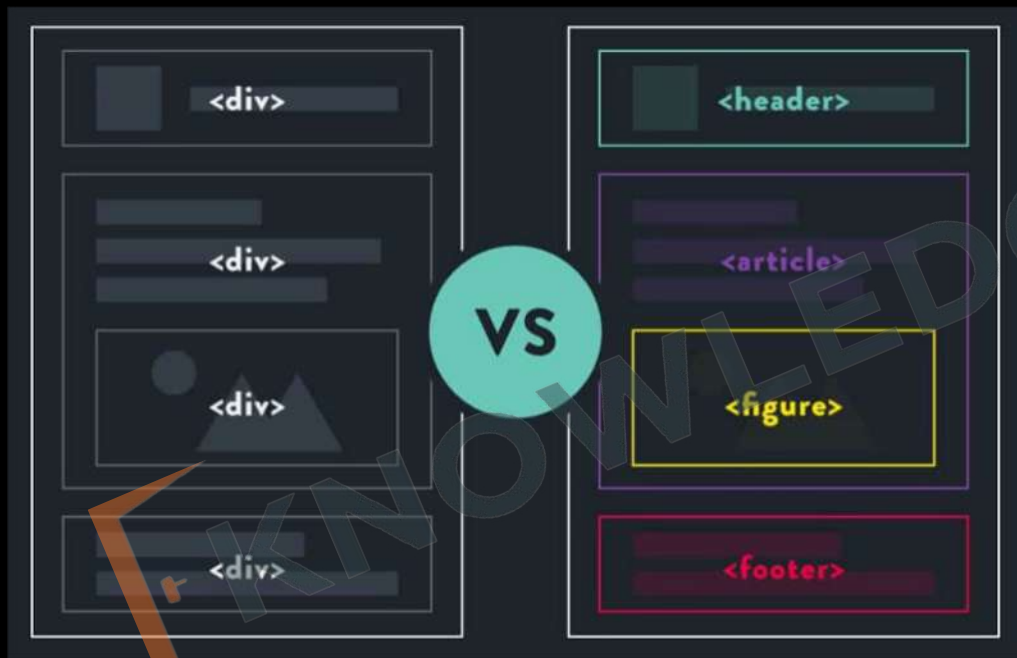 <div>
<div>
<div>
<div>
VS
<header>
<article>
<figure>
<footer>
KNOWLED